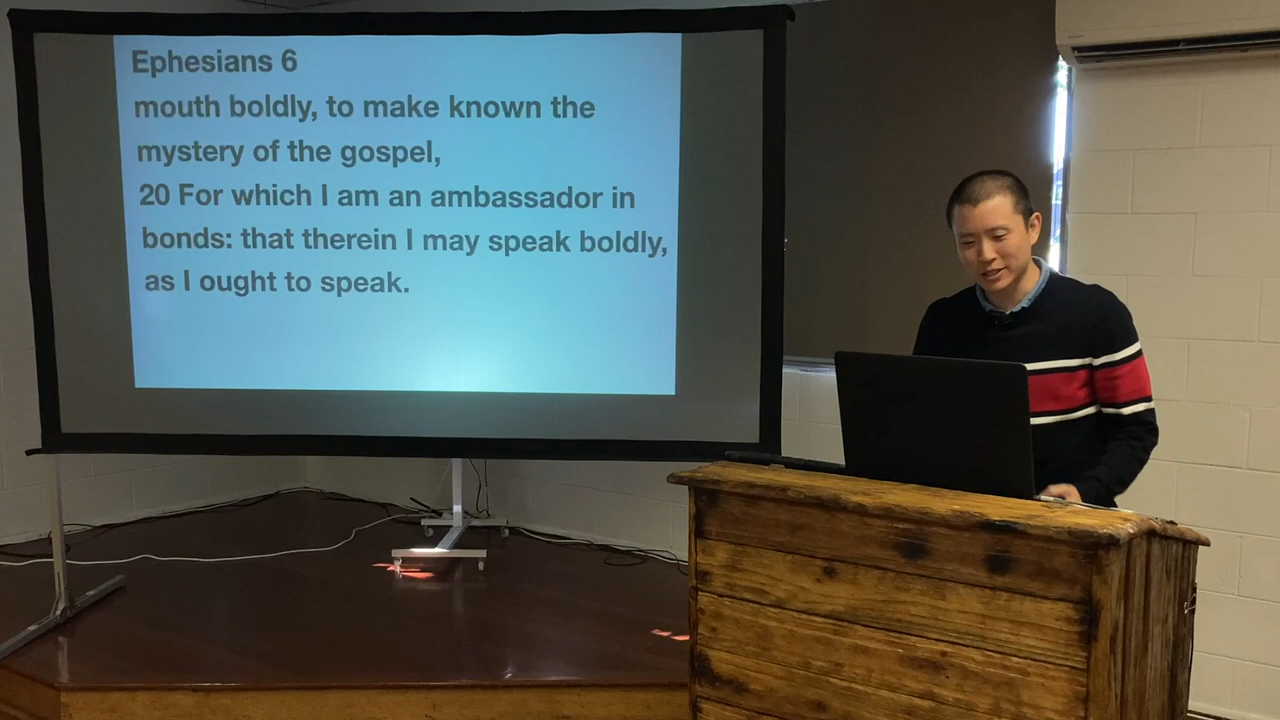 Ephesians 6
mouth boldly, to make known the
mystery of the gospel,
20 For which I am an ambassador in
bonds: that therein I may speak boldly,
as I ought to speak.